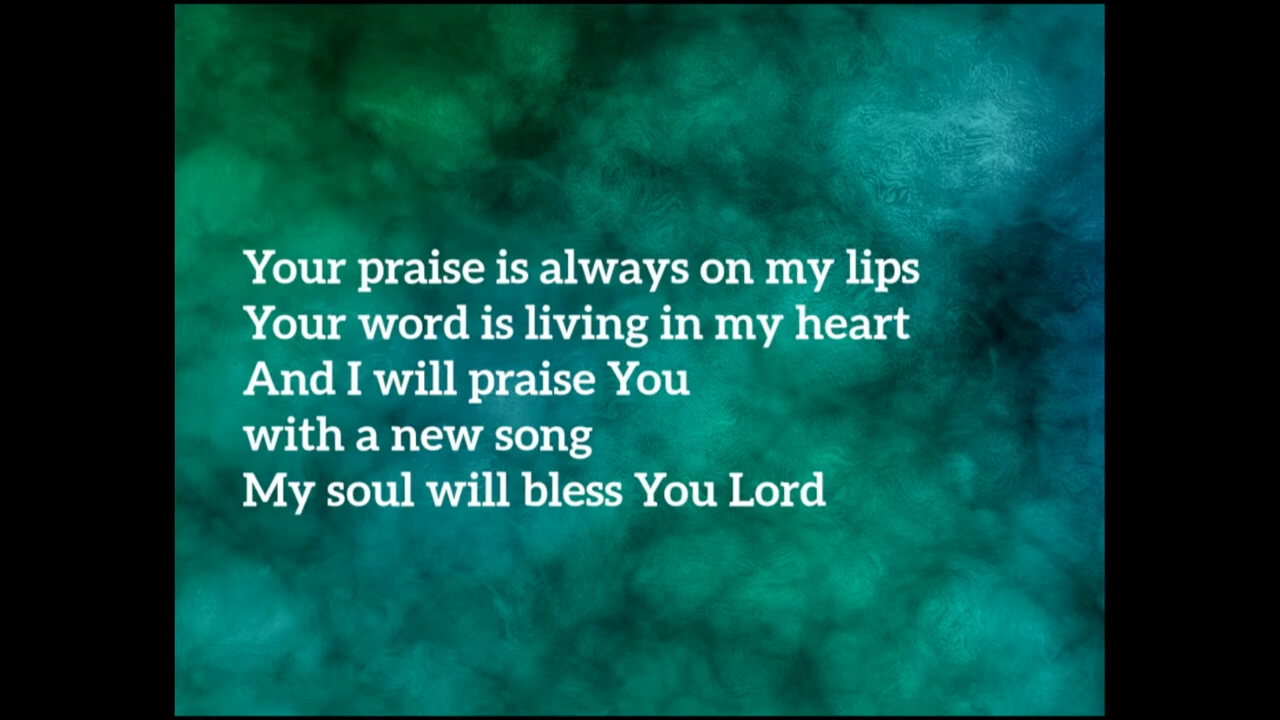 Your praise is always on my lips
Your word is living in my heart
And I will praise You
with a new song
My soul will bless You Lord